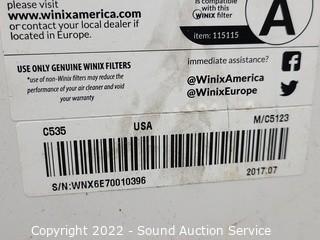 please visit
www.winixamerica.com
or contact your local dealer if
located in Europe.
is compatible
with this
WINIX filter
A
item: 115115
USE ONLY GENUINE WINIX FILTERS
*use of non-Winix filters may reduce the
performance of your air cleaner and void
your warranty
immediate assistance?
@WinixAmerica
@WinixEurope
C535 USA M/C5123
S/N:WNX6E70010396 2017.07
Copyright 2022 - Sound Auction Service